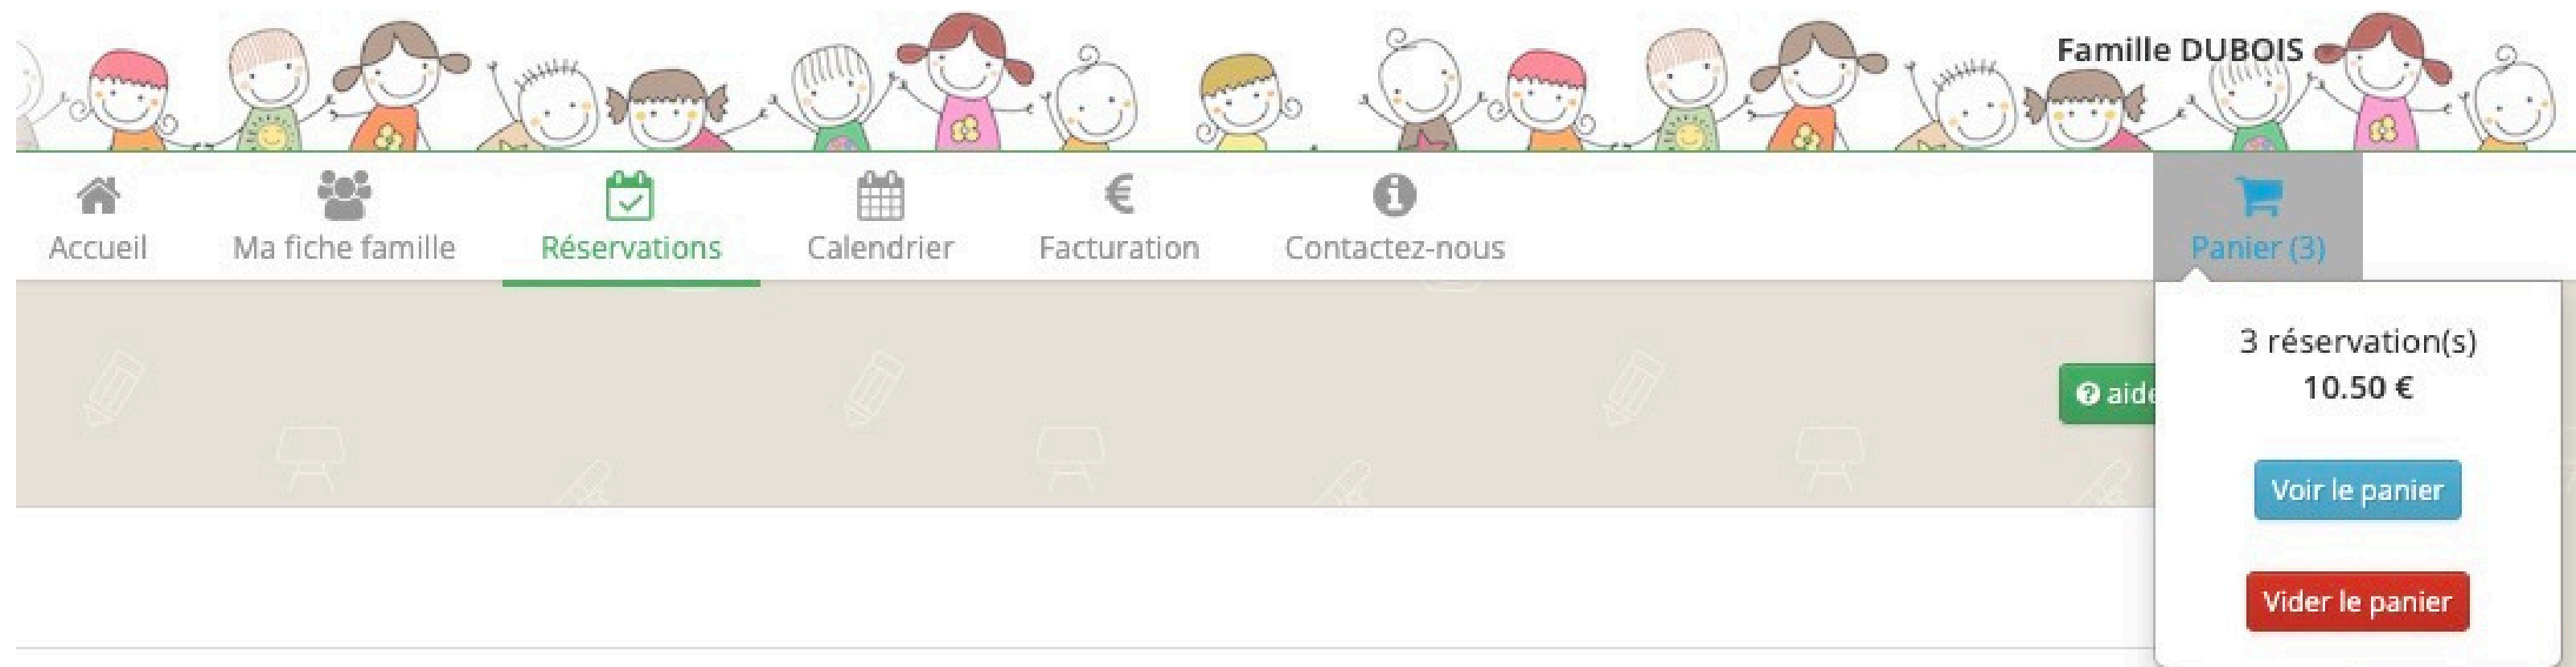 Famille DUBOIS
Accueil
Ma fiche famille
Réservations
Calendrier
Facturation
Contactez-nous
Panier (3)
3 réservation(s)
10.50 €
aide
Voir le panier
Vider le panier